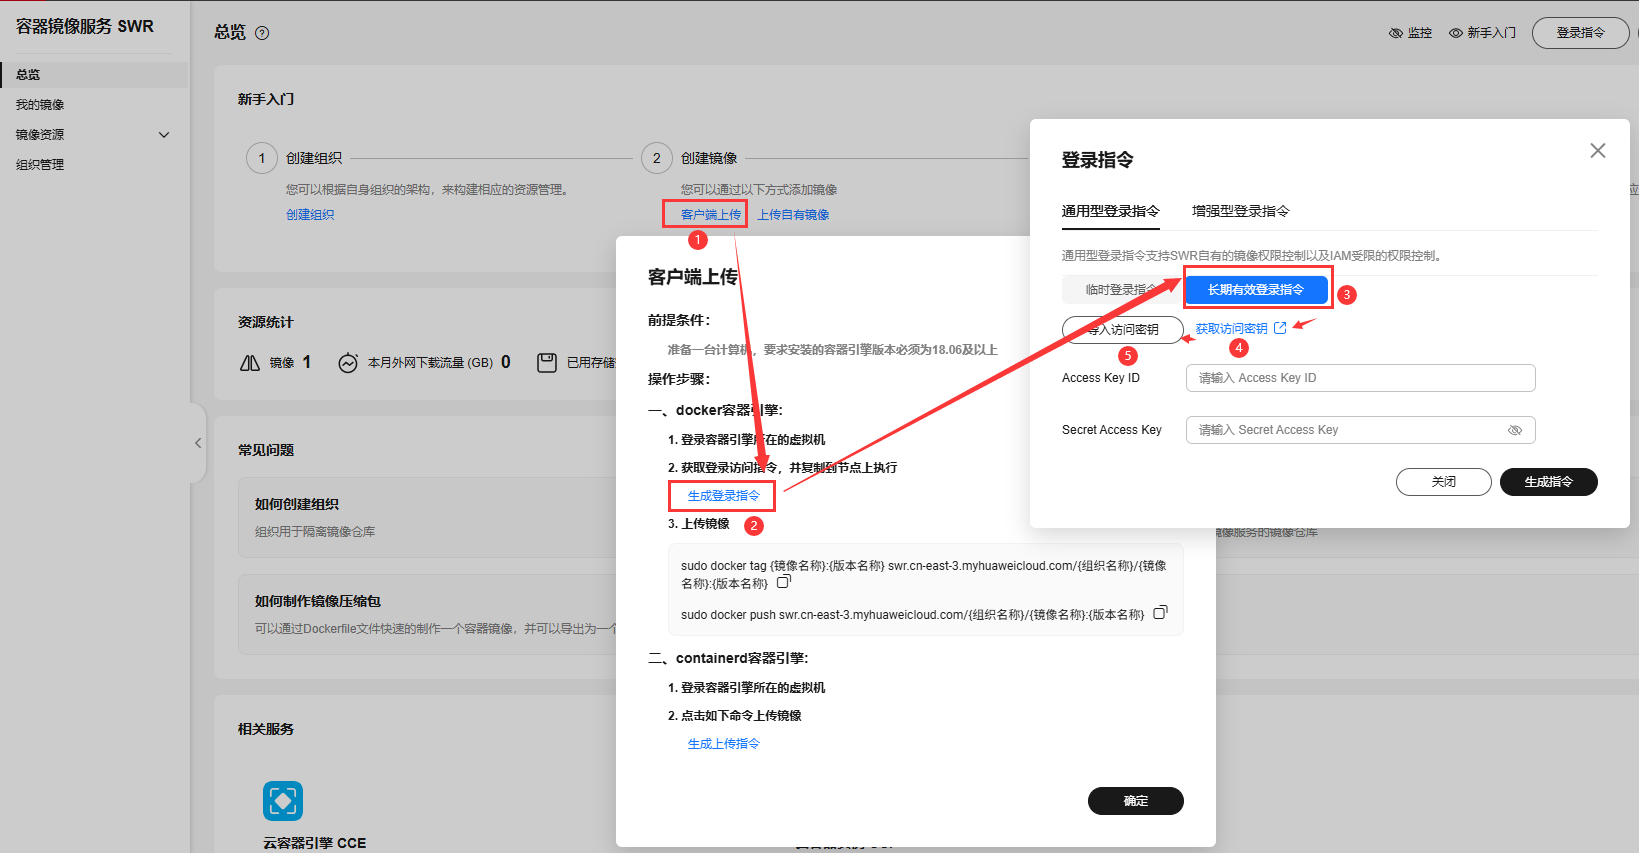 容器镜像服务 SWR
总览
我的镜像
镜像资源
组织管理
总览
监控
新手入门
登录指令
新手入门
1
创建组织
您可以根据自身组织的架构，来构建相应的资源管理。
创建组织
2
创建镜像
您可以通过以下方式添加镜像
客户端上传
上传自有镜像
1
应
资源统计
镜像 1
本月外网下载流量 (GB) 0
已用存储
常见问题
如何创建组织
组织用于隔离镜像仓库
如何制作镜像压缩包
可以通过Dockerfile文件快速的制作一个容器镜像，并可以导出为一个
镜像服务的镜像仓库
相关服务
云容器引擎 CCE
客户端上传
前提条件：
准备一台计算机，要求安装的容器引擎版本必须为18.06及以上
操作步骤：
一、docker容器引擎：
1. 登录容器引擎所在的虚拟机
2. 获取登录访问指令，并复制到节点上执行
生成登录指令
3. 上传镜像
2
sudo docker tag {镜像名称}:{版本名称} swr.cn-east-3.myhuaweicloud.com/{组织名称}/{镜像
名称}:{版本名称}
sudo docker push swr.cn-east-3.myhuaweicloud.com/{组织名称}/{镜像名称}:{版本名称}
二、containerd容器引擎：
1. 登录容器引擎所在的虚拟机
2. 点击如下命令上传镜像
生成上传指令
确定
登录指令
通用型登录指令
增强型登录指令
通用型登录指令支持SWR自有的镜像权限控制以及IAM受限的权限控制。
临时登录指令
长期有效登录指令
3
导入访问密钥
获取访问密钥
5
4
Access Key ID
请输入 Access Key ID
Secret Access Key
请输入 Secret Access Key
关闭
生成指令